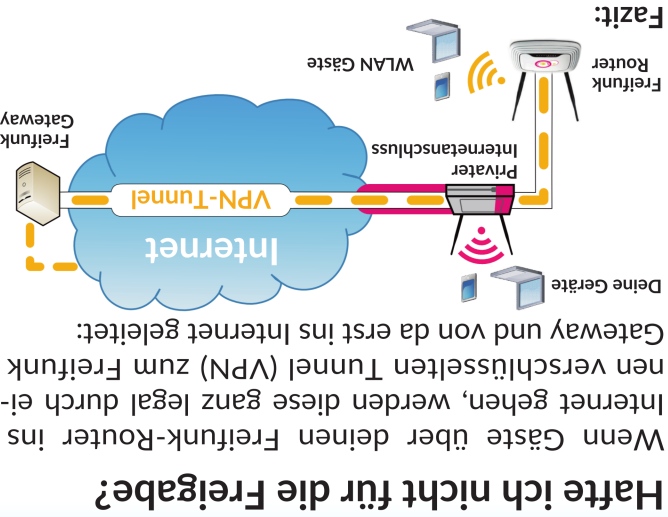 Hafte ich nicht für die Freigabe?
Wenn Gäste über deinen Freifunk-Router ins
Internet gehen, werden diese ganz legal durch ei-
nen verschlüsselten Tunnel (VPN) zum Freifunk
Gateway und von da erst ins Internet geleitet:
Deine Geräte
Internet
VPN-Tunnel
Privater
Internetanschluss
Freifunk
Gateway
Freifunk
Router
WLAN Gäste
Fazit: